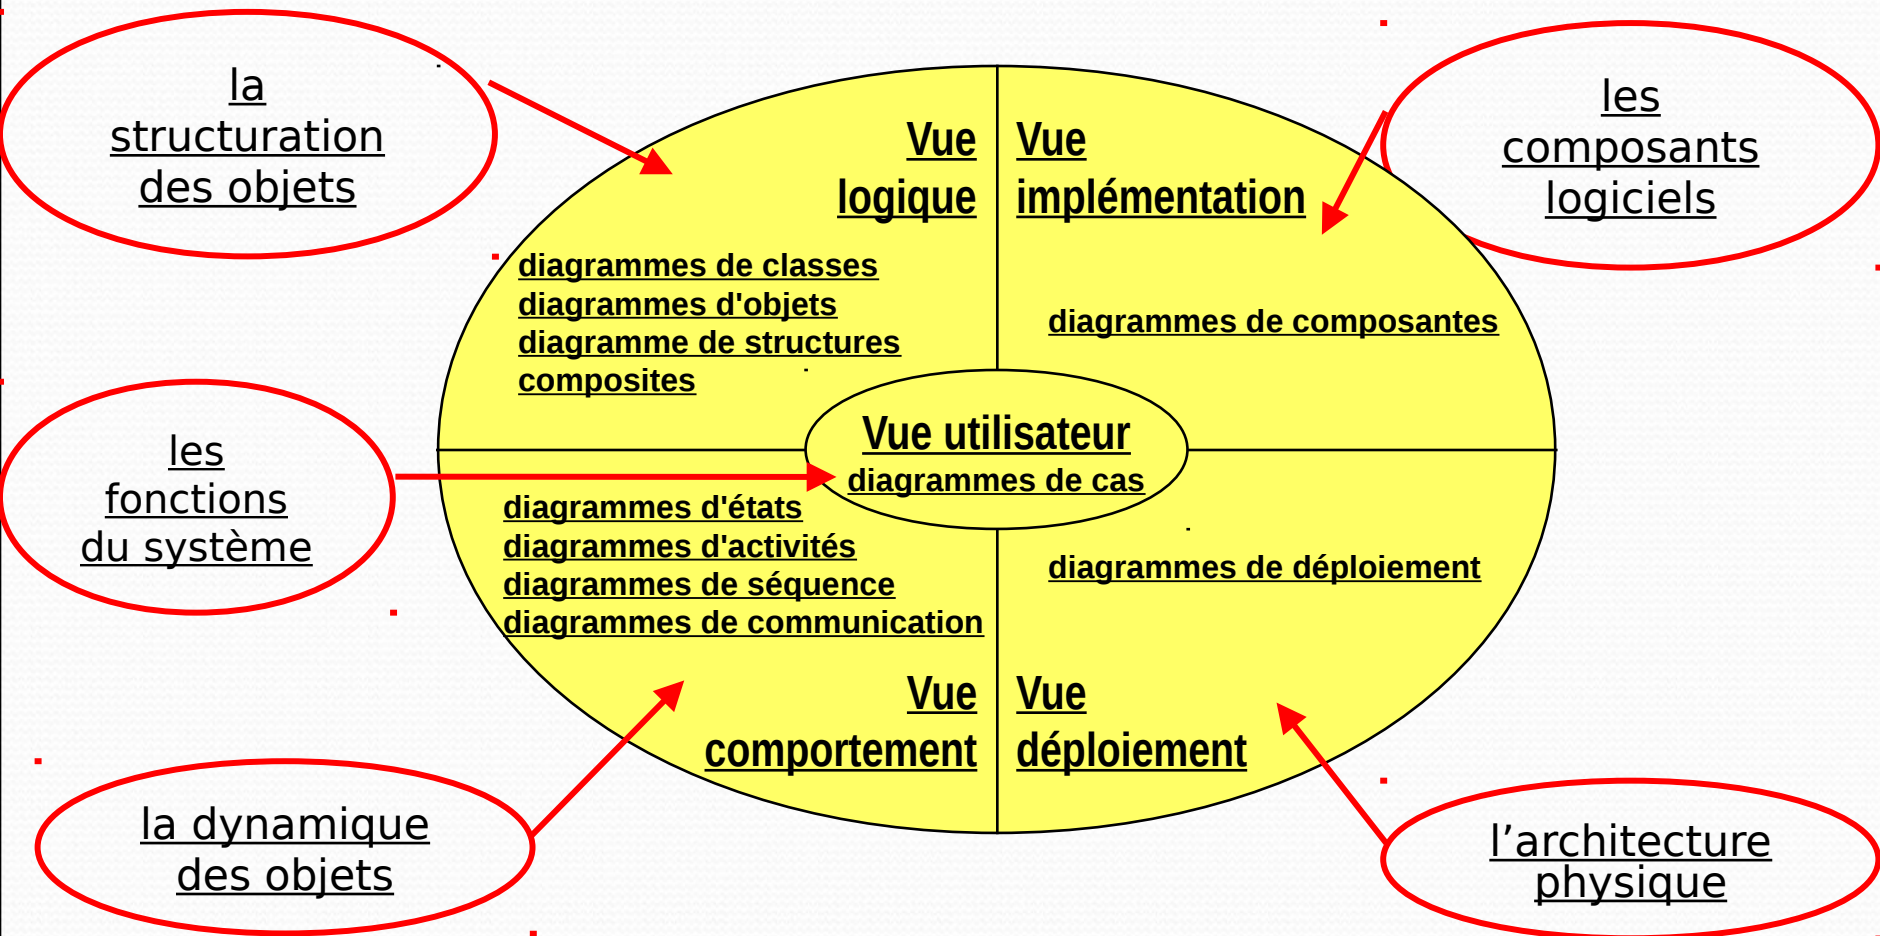 la
structuration
des objets
les
composants
logiciels
Vue
logique
diagrammes de classes
diagrammes d'objets
diagramme de structures
composites
Vue
implémentation
diagrammes de composantes
les
fonctions
du système
Vue utilisateur
diagrammes de cas
diagrammes d'états
diagrammes d'activités
diagrammes de séquence
diagrammes de communication
Vue
comportement
diagrammes de déploiement
Vue
déploiement
la dynamique
des objets
l’architecture
physique